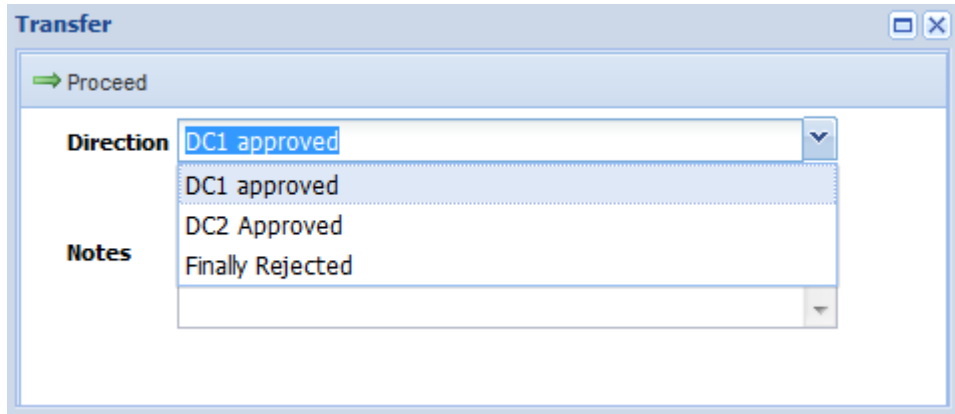 Transfer
Proceed
Direction DC1 approved
DC1 approved
DC2 Approved
Notes
Finally Rejected